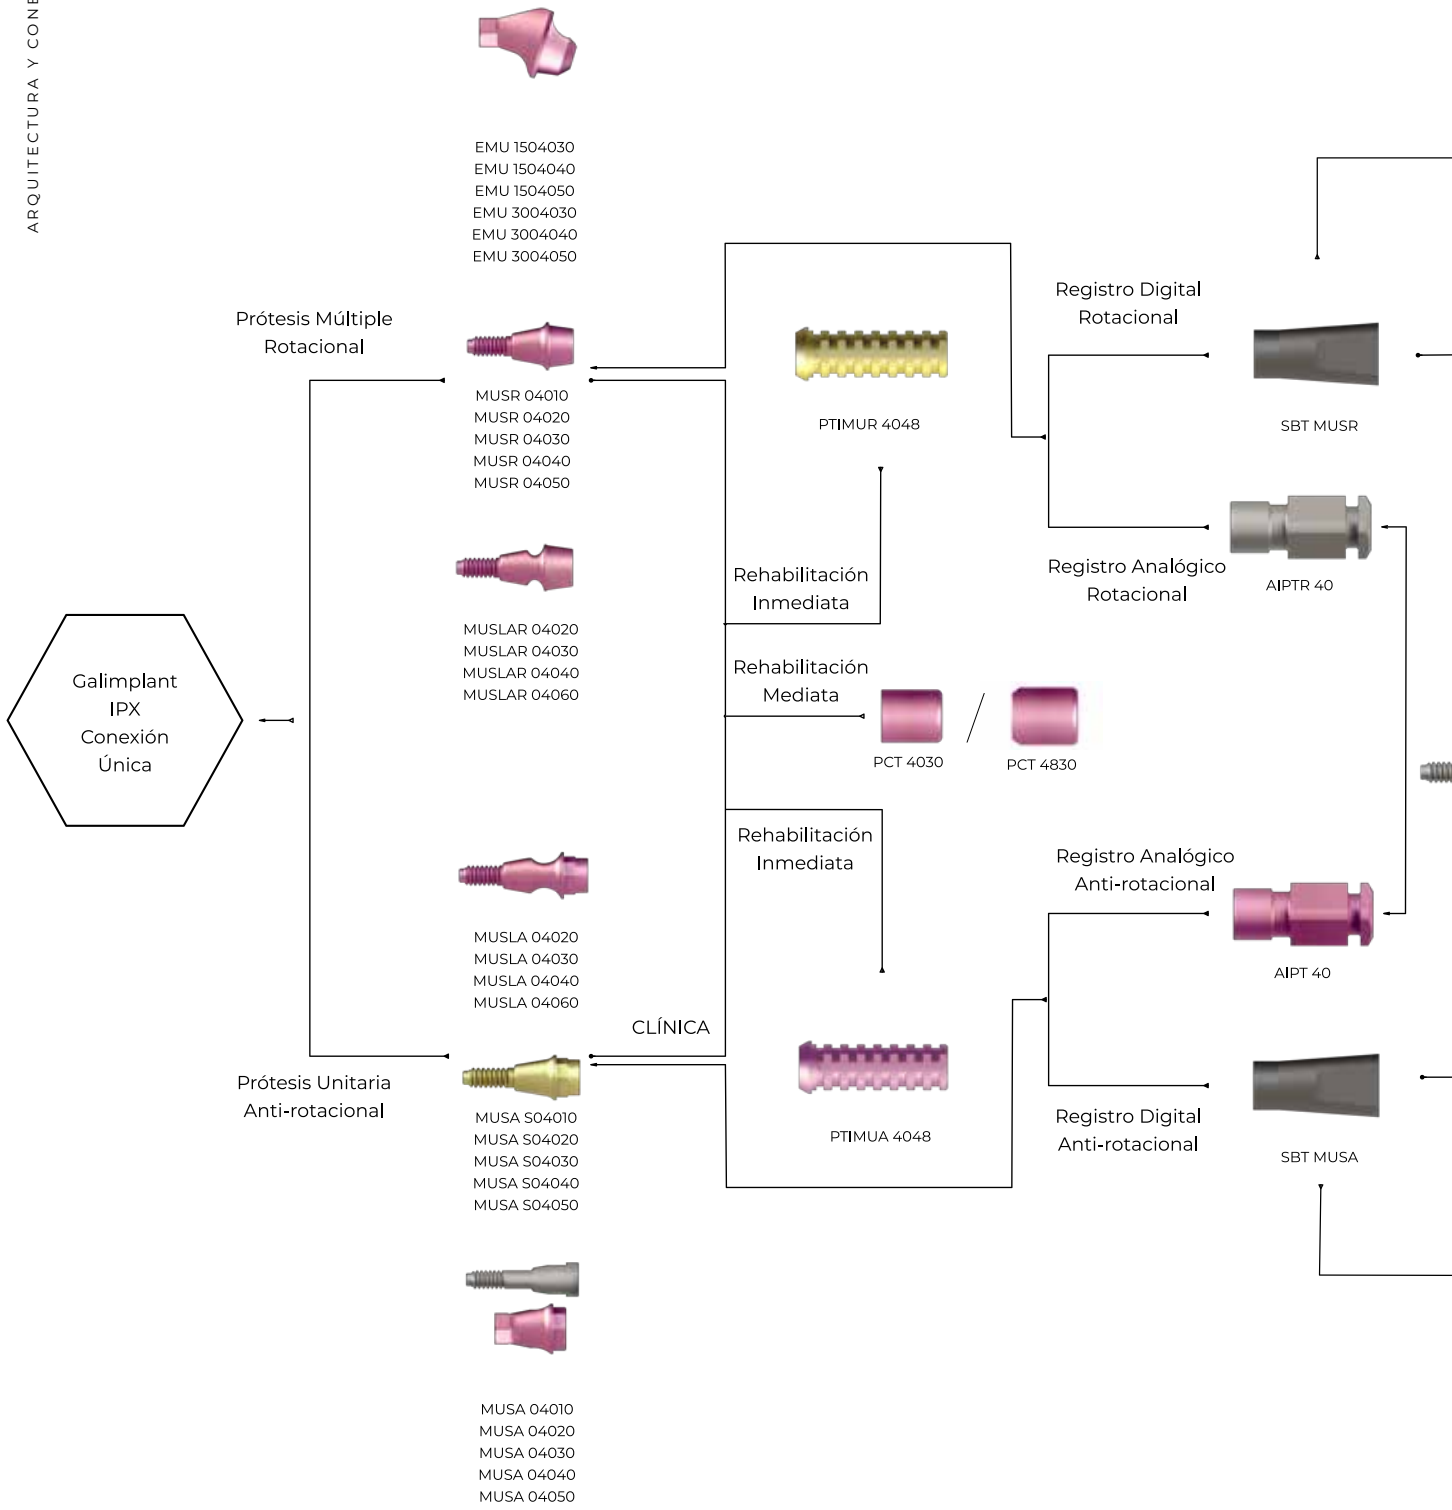 ARQUITECTURA Y
EMU 1504030
EMU 1504040
EMU 1504050
EMU 3004030
EMU 3004040
EMU 3004050
Prótesis Múltiple
Rotacional
MUSR 04010
MUSR 04020
MUSR 04030
MUSR 04040
MUSR 04050
PTIMUR 4048
Registro Digital
Rotacional
SBT MUSR
Registro Analógico
Rotacional
AIPTR 40
MUSLAR 04020
MUSLAR 04030
MUSLAR 04040
MUSLAR 04060
Rehabilitación
Inmediata
Rehabilitación
Mediata
PCT 4030
/
PCT 4830
Galimplant
IPX
Conexión
Única
Rehabilitación
Inmediata
Registro Analógico
Anti-rotacional
AIPT 40
MUSLA 04020
MUSLA 04030
MUSLA 04040
MUSLA 04060
CLÍNICA
Prótesis Unitaria
Anti-rotacional
MUSA S04010
MUSA S04020
MUSA S04030
MUSA S04040
MUSA S04050
PTIMUA 4048
Registro Digital
Anti-rotacional
SBT MUSA
MUSA 04010
MUSA 04020
MUSA 04030
MUSA 04040
MUSA 04050